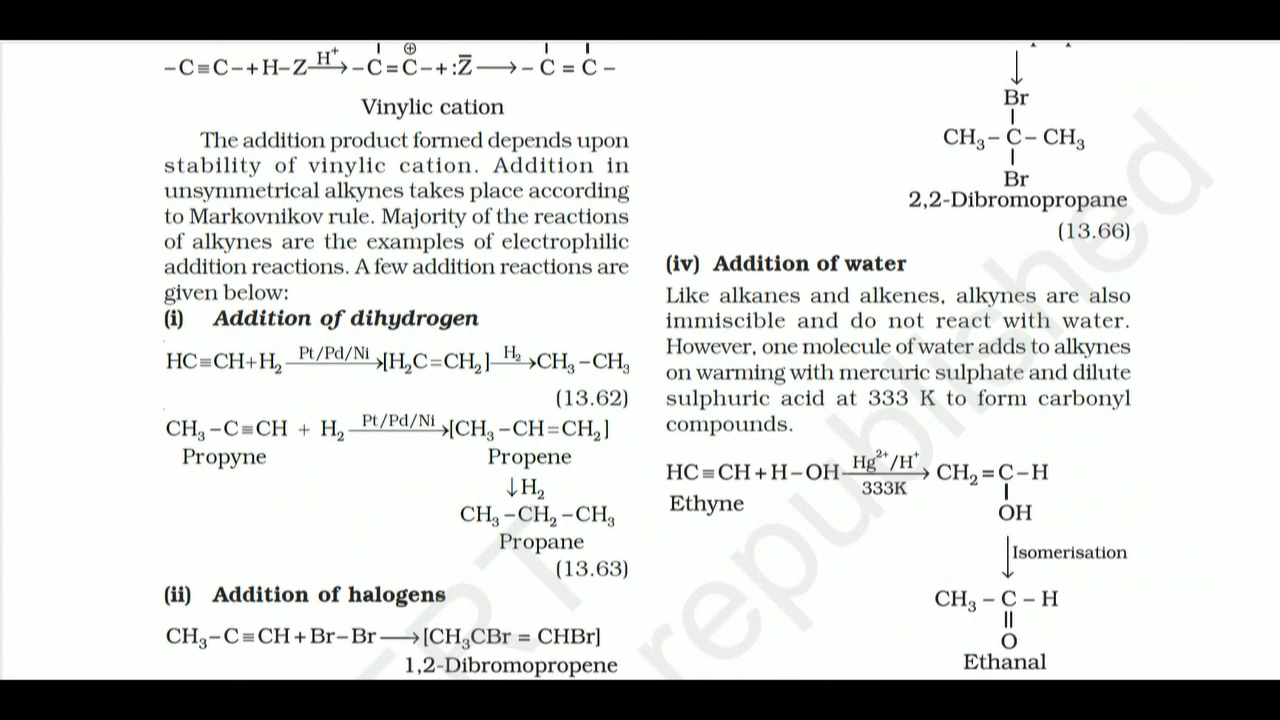 –C≡C–+H–Z —H⁺→ –C=C⊕–+:Z̄ ⟶ –C=C–
Vinylic cation
The addition product formed depends upon
stability of vinylic cation. Addition in
unsymmetrical alkynes takes place according
to Markovnikov rule. Majority of the reactions
of alkynes are the examples of electrophilic
addition reactions. A few addition reactions are
given below:
(i) Addition of dihydrogen
HC≡CH+H₂ —Pt/Pd/Ni→ [H₂C=CH₂] —H₂→ CH₃–CH₃
(13.62)
CH₃–C≡CH + H₂ —Pt/Pd/Ni→ [CH₃–CH=CH₂]
Propyne Propene
↓H₂
CH₃–CH₂–CH₃
Propane
(13.63)
(ii) Addition of halogens
CH₃–C≡CH+Br–Br ⟶ [CH₃CBr = CHBr]
1,2-Dibromopropene
↓
Br
|
CH₃–C–CH₃
|
Br
2,2-Dibromopropane
(13.66)
(iv) Addition of water
Like alkanes and alkenes, alkynes are also
immiscible and do not react with water.
However, one molecule of water adds to alkynes
on warming with mercuric sulphate and dilute
sulphuric acid at 333 K to form carbonyl
compounds.
HC≡CH+H–OH —Hg²⁺/H⁺, 333K→ CH₂=C–H
Ethyne
|
OH
↓ Isomerisation
CH₃–C–H
||
O
Ethanal
republished